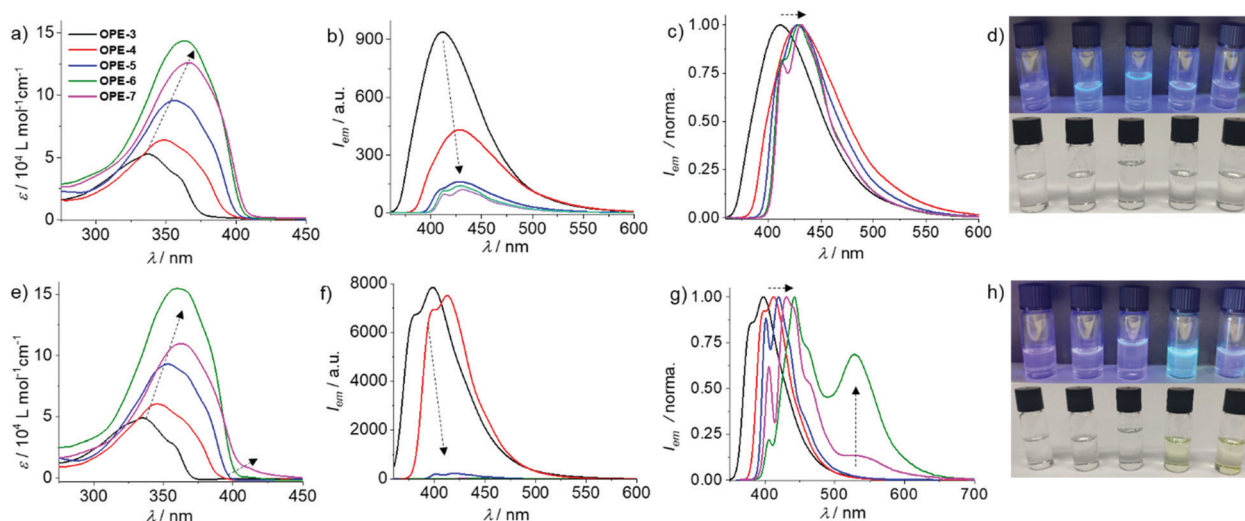 a)
ε / 10⁴ L mol⁻¹cm⁻¹
15
10
5
0
OPE-3
OPE-4
OPE-5
OPE-6
OPE-7
300 350 400 450
λ / nm
b)
I_em / a.u.
900
600
300
0
400 450 500 550 600
λ / nm
c)
I_em / norma.
1.00
0.75
0.50
0.25
0.00
400 450 500 550 600
λ / nm
d)
e)
ε / 10⁴ L mol⁻¹cm⁻¹
15
10
5
0
300 350 400 450
λ / nm
f)
I_em / a.u.
8000
6000
4000
2000
0
400 450 500 550 600
λ / nm
g)
I_em / norma.
1.00
0.75
0.50
0.25
0.00
400 500 600 700
λ / nm
h)